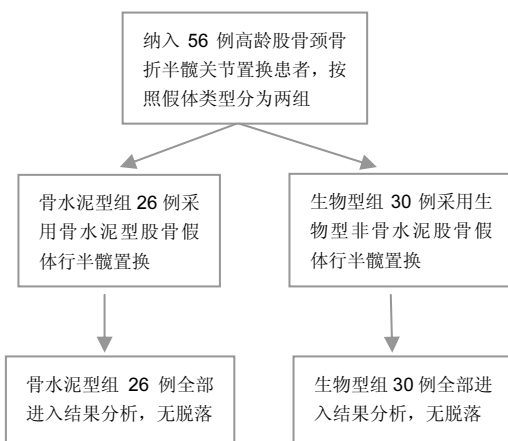 纳入 56 例高龄股骨颈骨
折半髋关节置换患者，按
照假体类型分为两组
骨水泥型组 26 例采
用骨水泥型股骨假
体行半髋置换
生物型组 30 例采用生
物型非骨水泥股骨假
体行半髋置换
骨水泥型组 26 例全部
进入结果分析，无脱落
生物型组 30 例全部进
入结果分析，无脱落